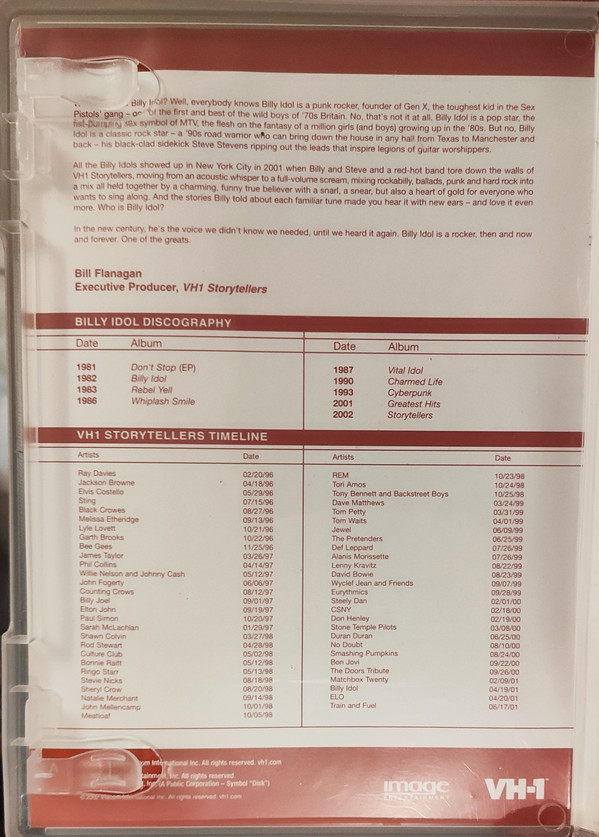 Billy Idol? Well, everybody knows Billy Idol is a punk rocker, founder of Gen X, the toughest kid in the Sex
Pistols' gang – one of the first and best of the wild boys of '70s Britain. No, that's not it at all, Billy Idol is a pop star, the
fist-pumping sex symbol of MTV, the flesh on the fantasy of a million girls (and boys) growing up in the '80s. But no, Billy
Idol is a classic rock star – a '90s road warrior who can bring down the house in any hall from Texas to Manchester and
back – his black-clad sidekick Steve Stevens ripping out the leads that inspire legions of guitar worshippers.
All the Billy Idols showed up in New York City in 2001 when Billy and Steve and a red-hot band tore down the walls of
VH1 Storytellers, moving from an acoustic whisper to a full-volume scream, mixing rockabilly, ballads, punk and hard rock into
a mix all held together by a charming, funny true believer with a snarl, a snear, but also a heart of gold for everyone who
wants to sing along. And the stories Billy told about each familiar tune made you hear it with new ears – and love it even
more. Who is Billy Idol?
In the new century, he's the voice we didn't know we needed, until we heard it again. Billy Idol is a rocker, then and now
and forever. One of the greats.
Bill Flanagan
Executive Producer, VH1 Storytellers
BILLY IDOL DISCOGRAPHY
Date Album
1981 Don't Stop (EP)
1982 Billy Idol
1983 Rebel Yell
1986 Whiplash Smile
Date Album
1987 Vital Idol
1990 Charmed Life
1993 Cyberpunk
2001 Greatest Hits
2002 Storytellers
VH1 STORYTELLERS TIMELINE
Artists Date
Ray Davies 02/20/96
Jackson Browne 04/18/96
Elvis Costello 05/29/96
Sting 07/15/96
Black Crowes 08/27/96
Melissa Etheridge 09/13/96
Lyle Lovett 10/21/96
Garth Brooks 10/22/96
Bee Gees 11/25/96
James Taylor 03/26/97
Phil Collins 04/14/97
Willie Nelson and Johnny Cash 05/12/97
John Fogerty 06/06/97
Counting Crows 08/12/97
Billy Joel 09/01/97
Elton John 09/19/97
Paul Simon 10/20/97
Sarah McLachlan 01/29/97
Shawn Colvin 03/27/98
Rod Stewart 04/28/98
Culture Club 05/02/98
Bonnie Raitt 05/12/98
Ringo Starr 05/13/98
Stevie Nicks 08/18/98
Sheryl Crow 08/20/98
Natalie Merchant 09/14/98
John Mellencamp 10/01/98
Meatloaf 10/05/98
Artists Date
REM 10/23/98
Tori Amos 10/24/98
Tony Bennett and Backstreet Boys 10/25/98
Dave Matthews 03/24/99
Tom Petty 03/31/99
Tom Waits 04/01/99
Jewel 06/09/99
The Pretenders 06/25/99
Def Leppard 07/26/99
Alanis Morissette 07/26/99
Lenny Kravitz 08/22/99
David Bowie 08/23/99
Wyclef Jean and Friends 09/07/99
Eurythmics 09/28/99
Steely Dan 02/01/00
CSNY 02/18/00
Don Henley 02/19/00
Stone Temple Pilots 03/08/00
Duran Duran 06/25/00
No Doubt 08/10/00
Smashing Pumpkins 08/24/00
Bon Jovi 09/22/00
The Doors Tribute 09/26/00
Matchbox Twenty 02/09/01
Billy Idol 04/19/01
ELO 04/20/01
Train and Fuel 06/17/01
International Inc. All rights reserved. vh1.com
Inc. All rights reserved.
Inc. (A Public Corporation – Symbol "Disk")
International Inc. All rights reserved. vh1.com
image
ENTERTAINMENT
VH-1